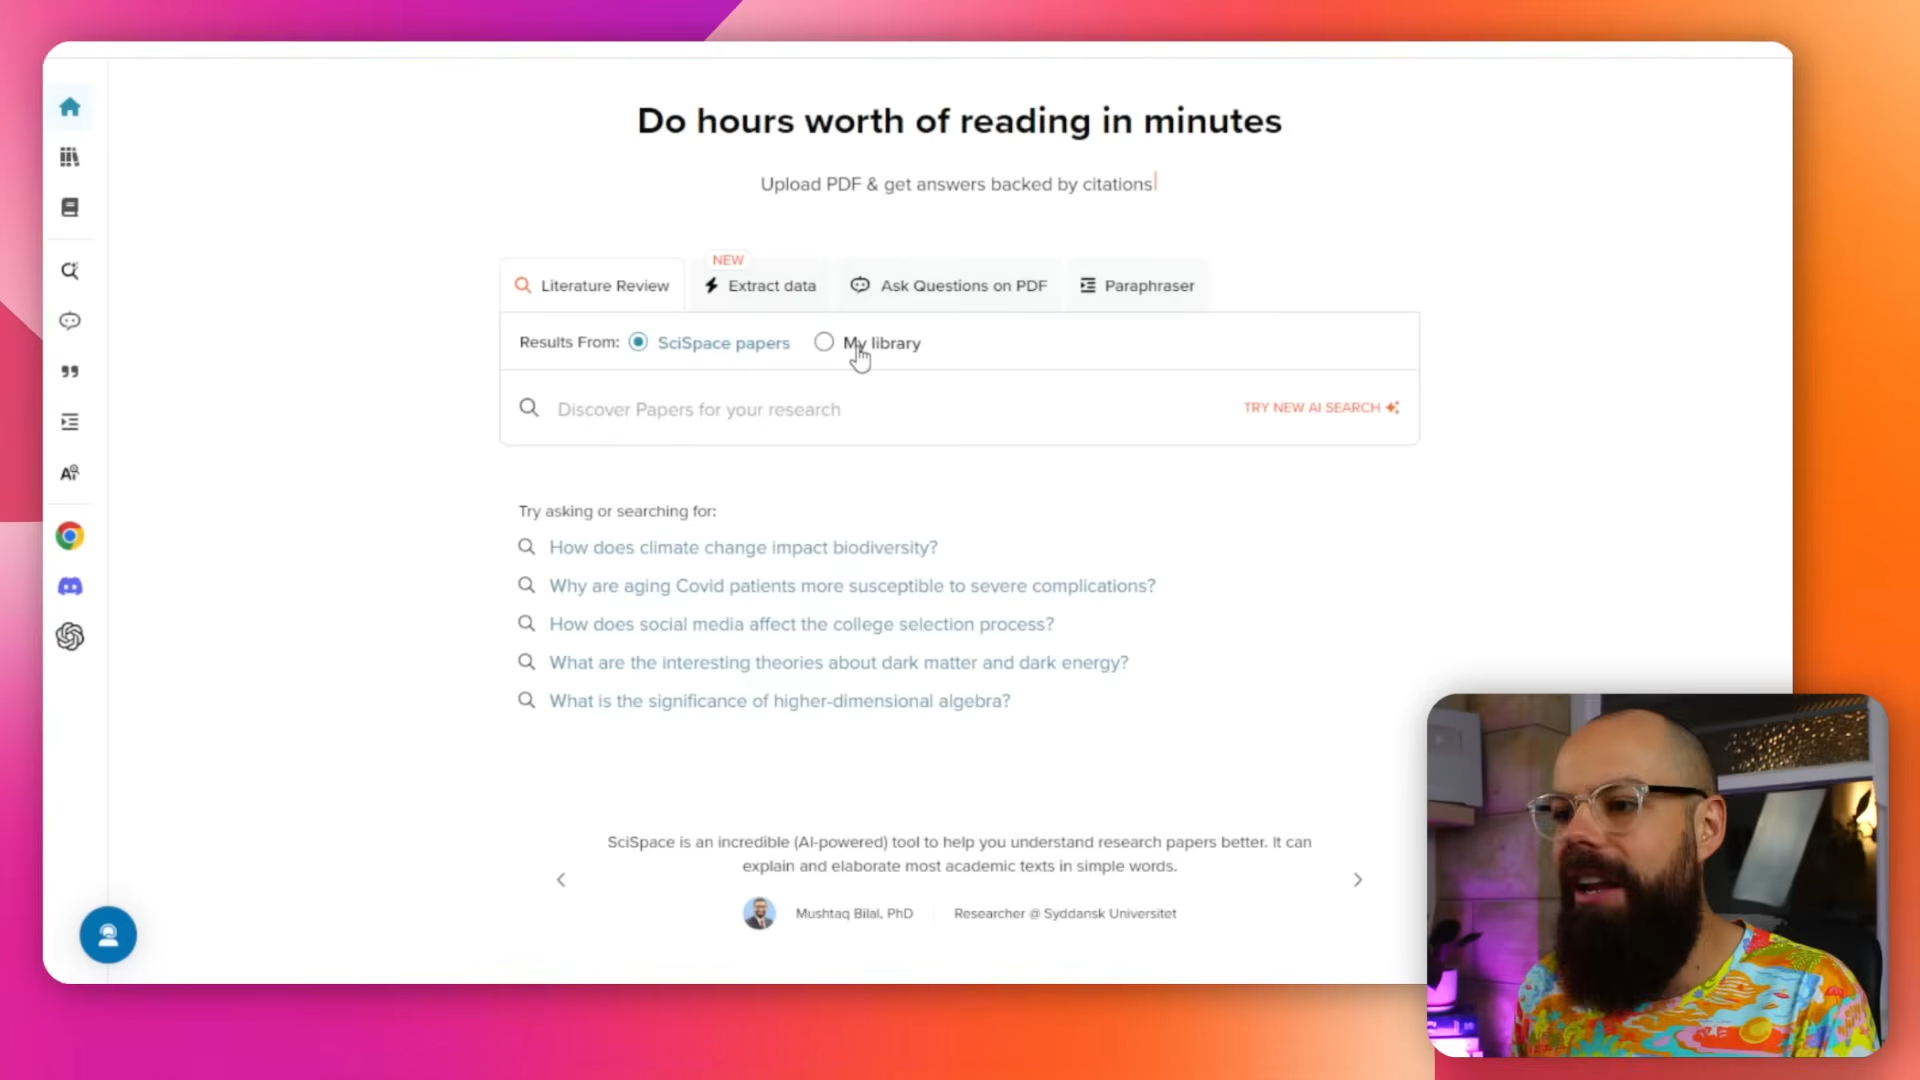 Do hours worth of reading in minutes
Upload PDF & get answers backed by citations
NEW
Literature Review
Extract data
Ask Questions on PDF
Paraphraser
Results From: SciSpace papers My library
Discover Papers for your research
TRY NEW AI SEARCH
Try asking or searching for:
How does climate change impact biodiversity?
Why are aging Covid patients more susceptible to severe complications?
How does social media affect the college selection process?
What are the interesting theories about dark matter and dark energy?
What is the significance of higher-dimensional algebra?
SciSpace is an incredible (AI-powered) tool to help you understand research papers better. It can
explain and elaborate most academic texts in simple words.
Mushtaq Bilal, PhD
Researcher @ Syddansk Universitet